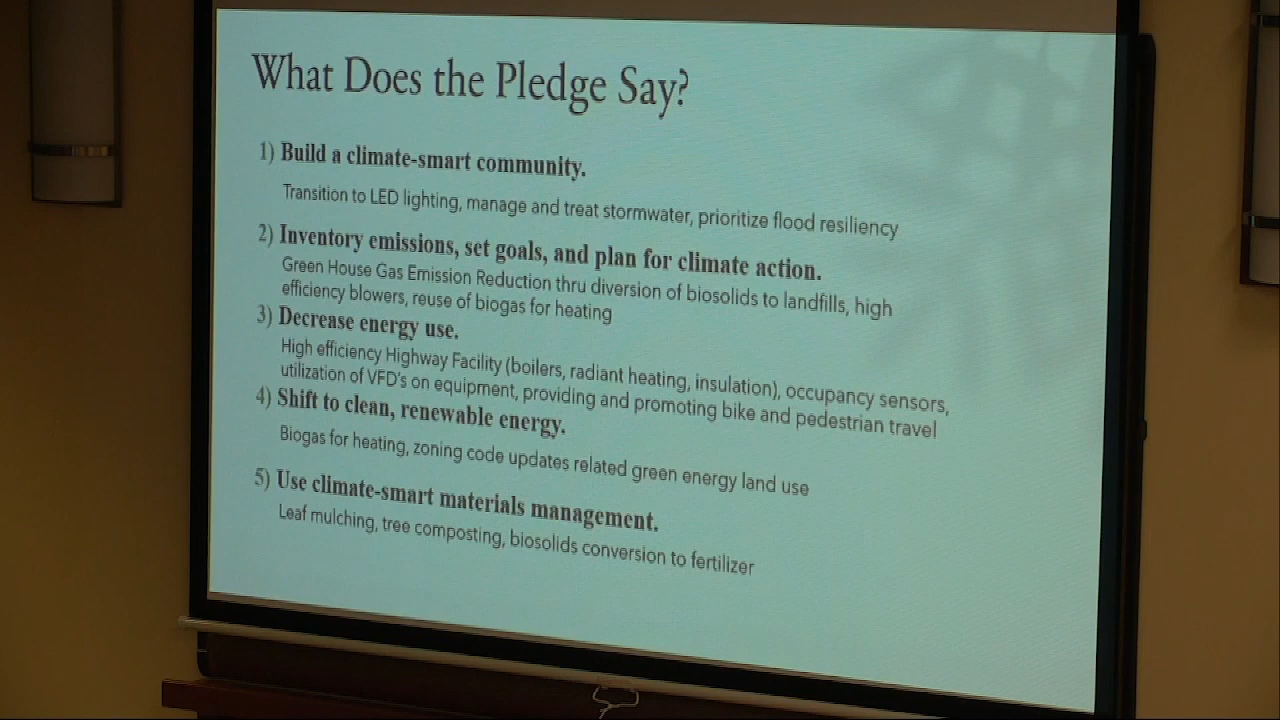 What Does the Pledge Say?
1) Build a climate-smart community.
Transition to LED lighting, manage and treat stormwater, prioritize flood resiliency
2) Inventory emissions, set goals, and plan for climate action.
Green House Gas Emission Reduction thru diversion of biosolids to landfills, high
efficiency blowers, reuse of biogas for heating
3) Decrease energy use.
High efficiency Highway Facility (boilers, radiant heating, insulation), occupancy sensors,
utilization of VFD's on equipment, providing and promoting bike and pedestrian travel
4) Shift to clean, renewable energy.
Biogas for heating, zoning code updates related green energy land use
5) Use climate-smart materials management.
Leaf mulching, tree composting, biosolids conversion to fertilizer